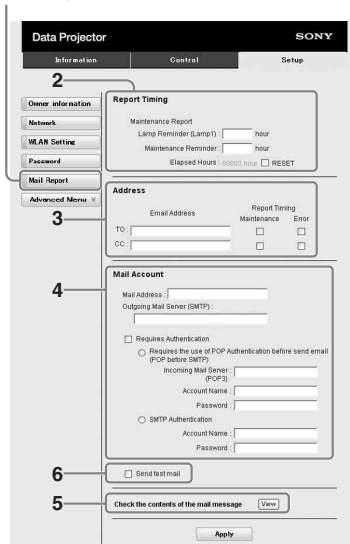 Data Projector
SONY
Information
Control
Setup
2
Owner information
Network
WLAN Setting
Password
Mail Report
Advanced Menu
Report Timing
Maintenance Report
Lamp Reminder (Lamp1) : hour
Maintenance Reminder : hour
Elapsed Hours : 00000 hour RESET
3
Address
Email Address
Report Timing
Maintenance Error
TO :
CC :
4
Mail Account
Mail Address :
Outgoing Mail Server (SMTP) :
Requires Authentication
Requires the use of POP Authentication before send email
(POP before SMTP)
Incoming Mail Server :
(POP3)
Account Name :
Password :
SMTP Authentication
Account Name :
Password :
6
Send test mail
5
Check the contents of the mail message View
Apply